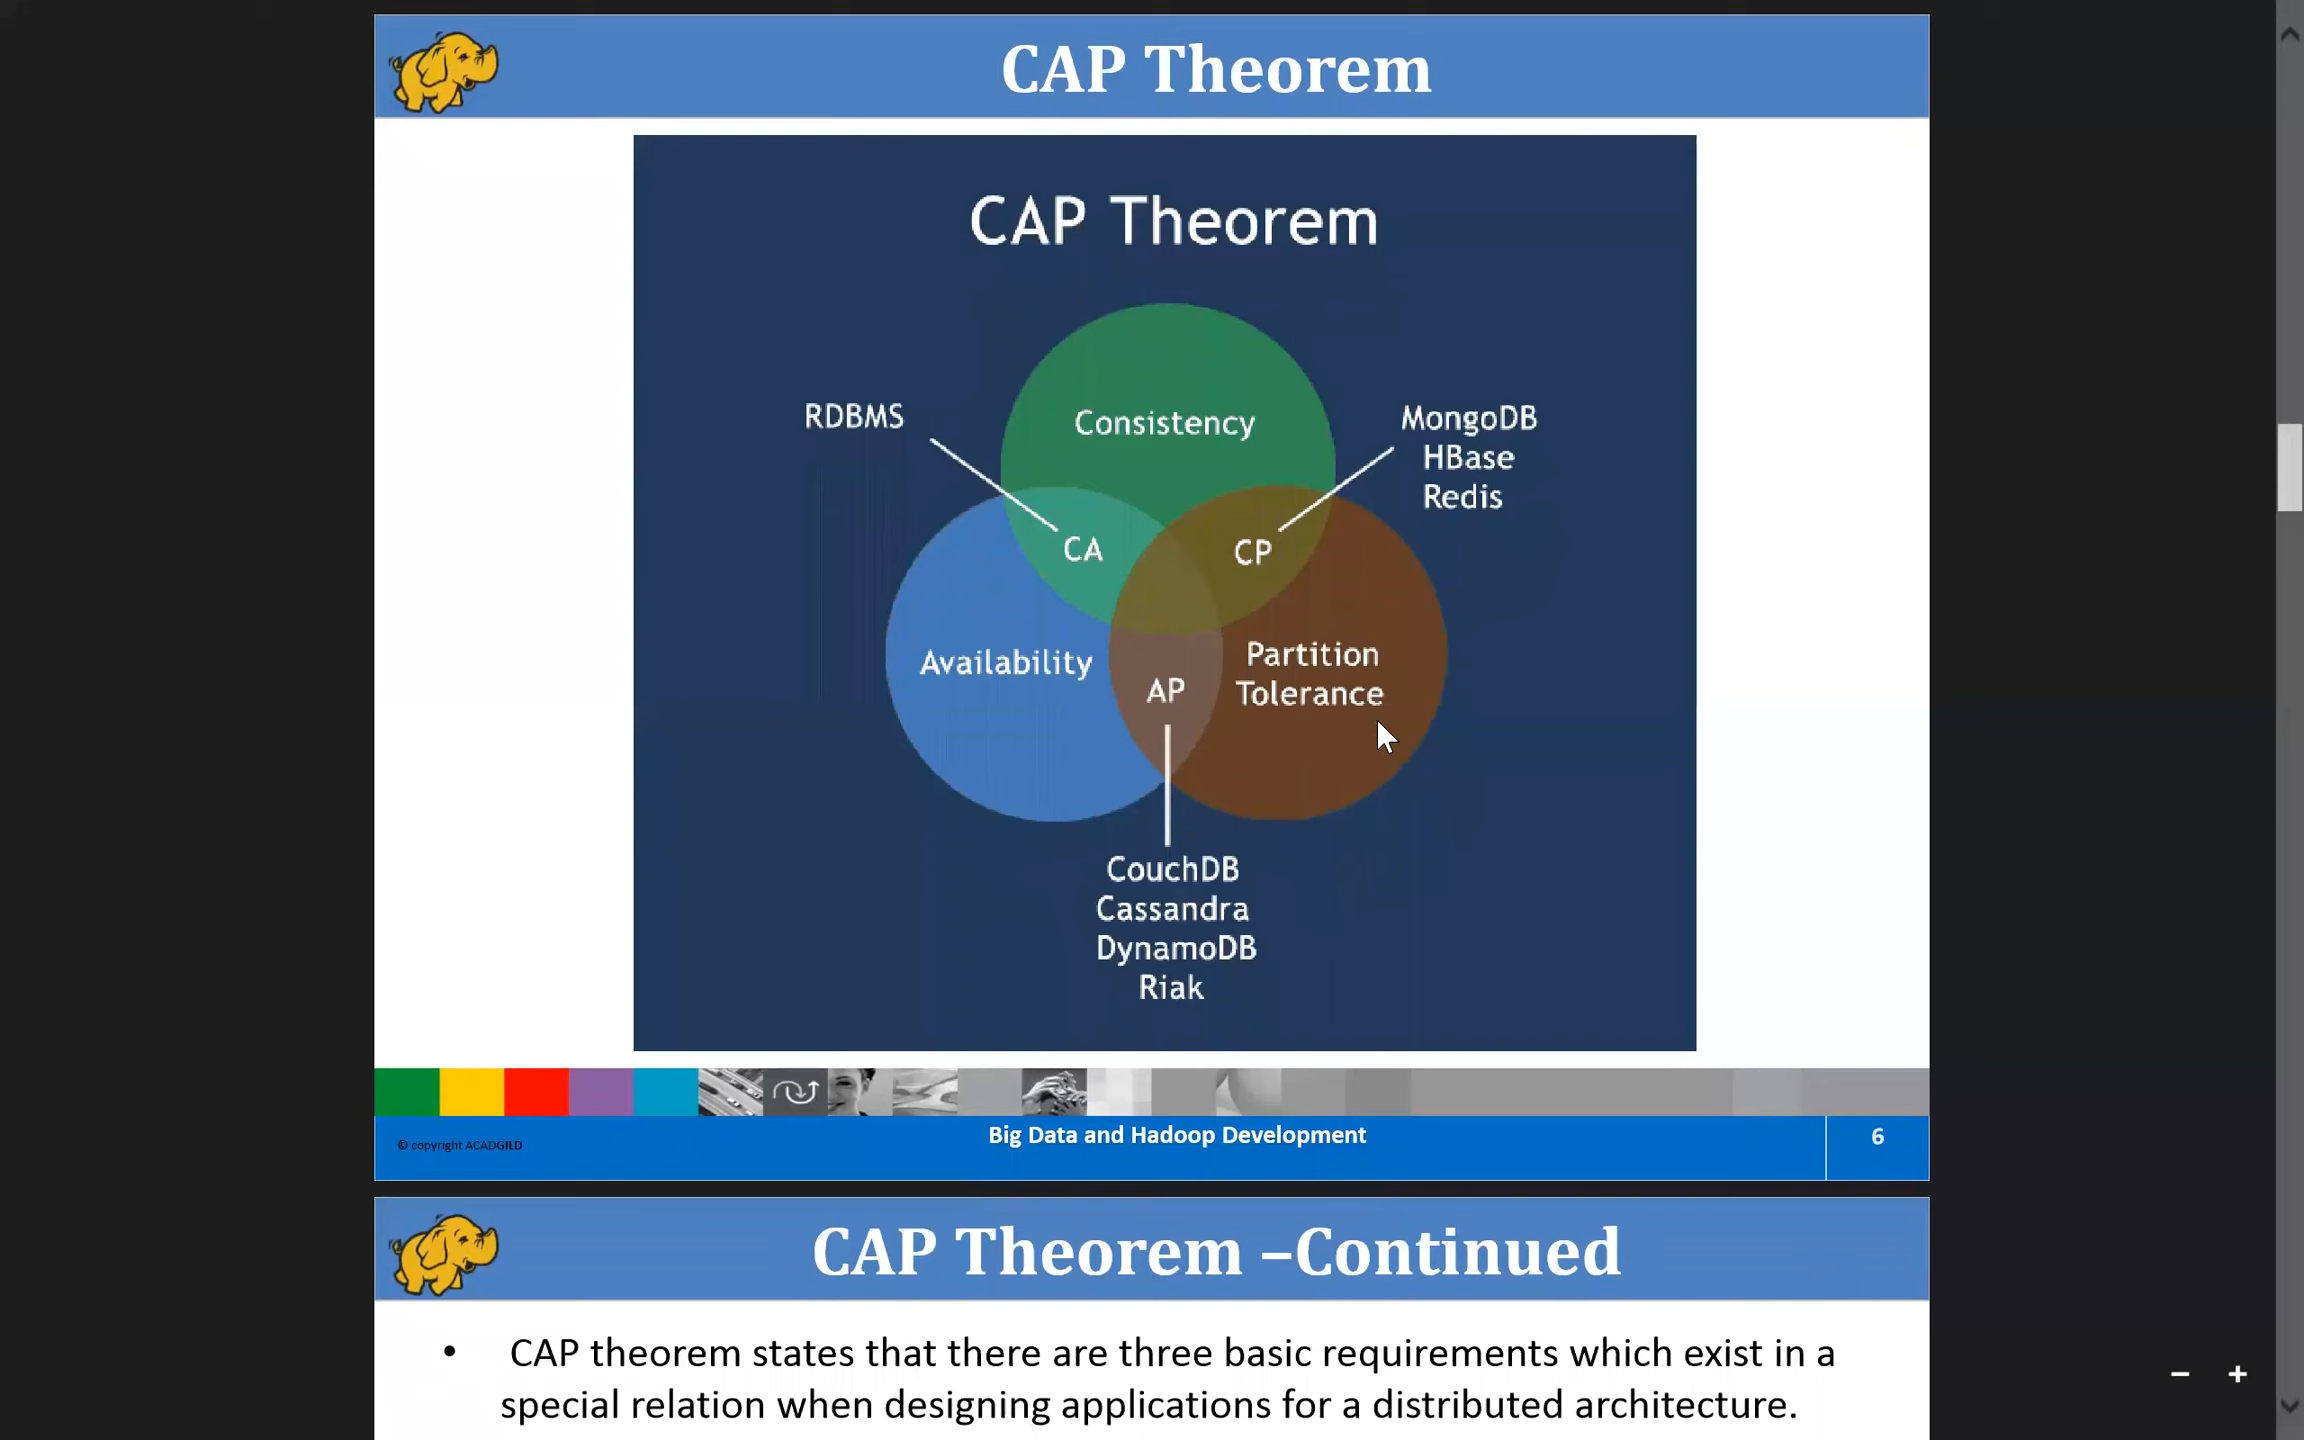 CAP Theorem
CAP Theorem
RDBMS
Consistency
MongoDB
HBase
Redis
CA
CP
Availability
Partition
Tolerance
AP
CouchDB
Cassandra
DynamoDB
Riak
© copyright ACADGILD
Big Data and Hadoop Development
6
CAP Theorem –Continued
• CAP theorem states that there are three basic requirements which exist in a
special relation when designing applications for a distributed architecture.